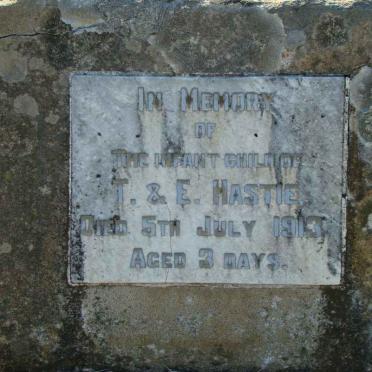 In Memory
of
The infant child of
T. & E. Hastie.
Died 5th July 1913.
Aged 3 days.